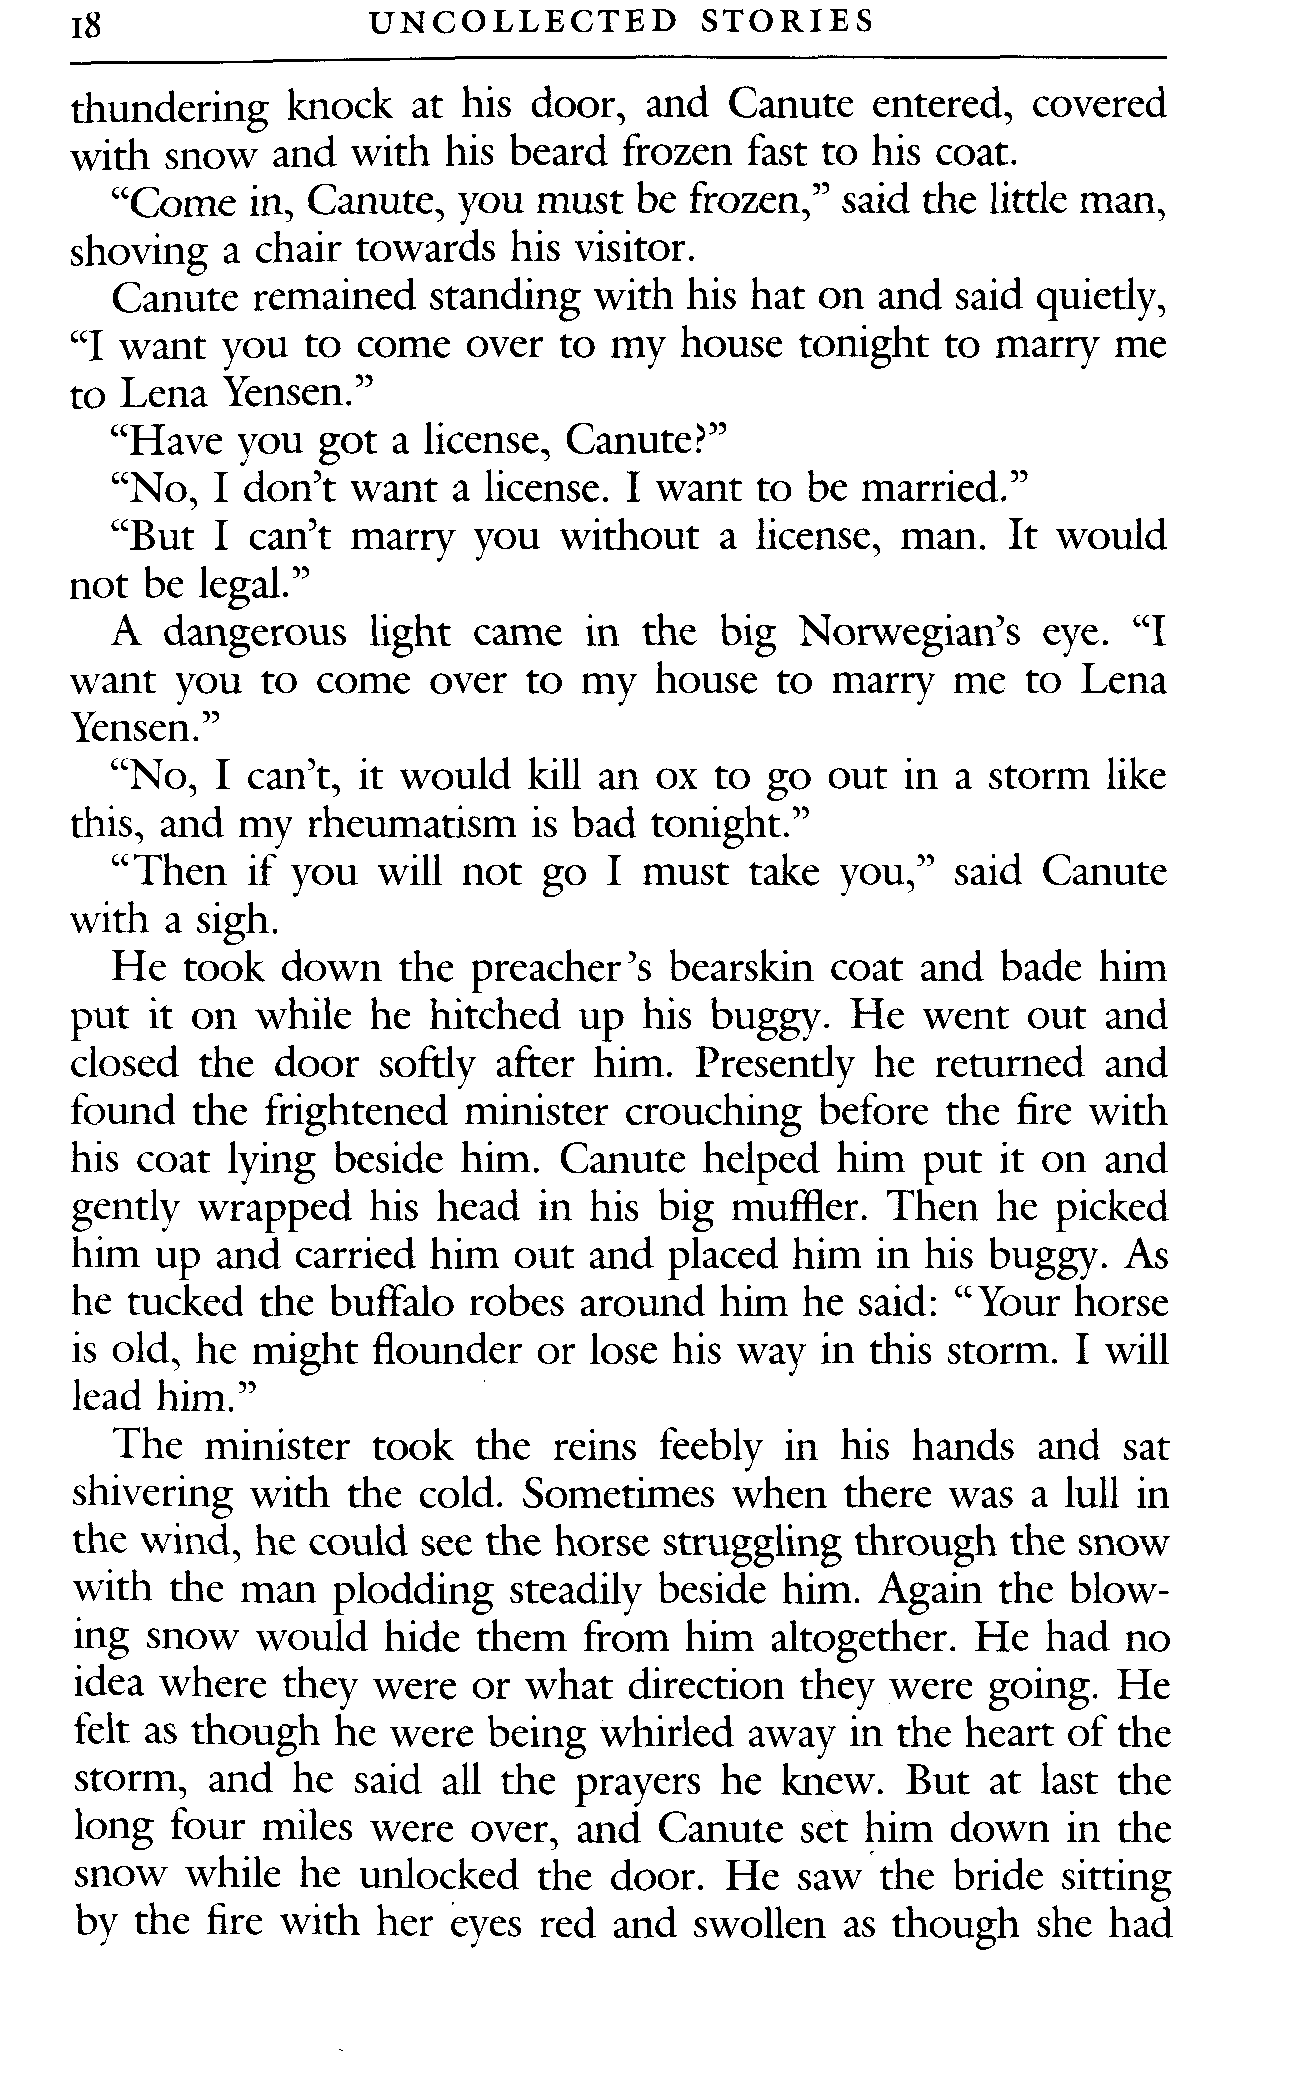 18 UNCOLLECTED STORIES
thundering knock at his door, and Canute entered, covered
with snow and with his beard frozen fast to his coat.
“Come in, Canute, you must be frozen,” said the little man,
shoving a chair towards his visitor.
Canute remained standing with his hat on and said quietly,
“I want you to come over to my house tonight to marry me
to Lena Yensen.”
“Have you got a license, Canute?”
“No, I don’t want a license. I want to be married.”
“But I can’t marry you without a license, man. It would
not be legal.”
A dangerous light came in the big Norwegian’s eye. “I
want you to come over to my house to marry me to Lena
Yensen.”
“No, I can’t, it would kill an ox to go out in a storm like
this, and my rheumatism is bad tonight.”
“Then if you will not go I must take you,” said Canute
with a sigh.
He took down the preacher’s bearskin coat and bade him
put it on while he hitched up his buggy. He went out and
closed the door softly after him. Presently he returned and
found the frightened minister crouching before the fire with
his coat lying beside him. Canute helped him put it on and
gently wrapped his head in his big muffler. Then he picked
him up and carried him out and placed him in his buggy. As
he tucked the buffalo robes around him he said: “Your horse
is old, he might flounder or lose his way in this storm. I will
lead him.”
The minister took the reins feebly in his hands and sat
shivering with the cold. Sometimes when there was a lull in
the wind, he could see the horse struggling through the snow
with the man plodding steadily beside him. Again the blow-
ing snow would hide them from him altogether. He had no
idea where they were or what direction they were going. He
felt as though he were being whirled away in the heart of the
storm, and he said all the prayers he knew. But at last the
long four miles were over, and Canute set him down in the
snow while he unlocked the door. He saw the bride sitting
by the fire with her eyes red and swollen as though she had